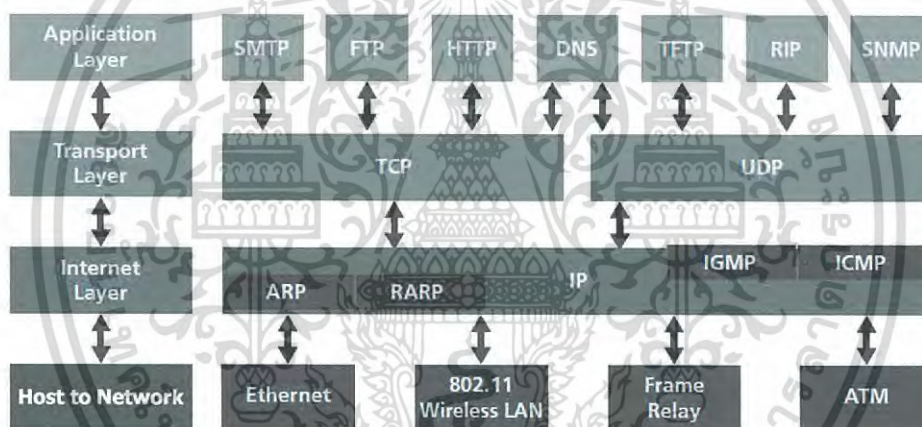 Application
Layer
SMTP
FTP
HTTP
DNS
TFTP
RIP
SNMP
Transport
Layer
TCP
UDP
Internet
Layer
ARP
RARP
IP
IGMP
ICMP
Host to Network
Ethernet
802.11
Wireless LAN
Frame
Relay
ATM